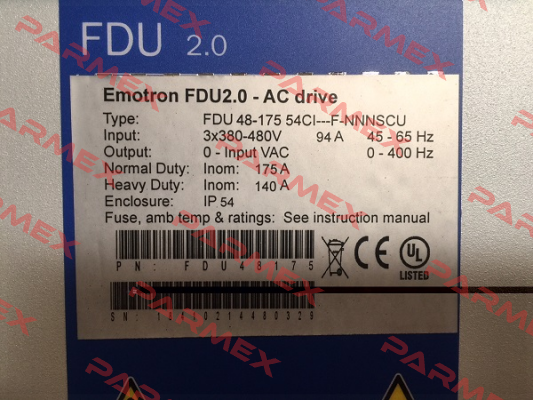 FDU 2.0
Emotron FDU2.0 - AC drive
Type: FDU 48-175 54CI---F-NNNSCU
Input: 3x380-480V 94 A 45 - 65 Hz
Output: 0 - Input VAC 0 - 400 Hz
Normal Duty: Inom: 175 A
Heavy Duty: Inom: 140 A
Enclosure: IP 54
Fuse, amb temp & ratings: See instruction manual
PN: FDU48175
CE UL
LISTED
SN:
PARMEX